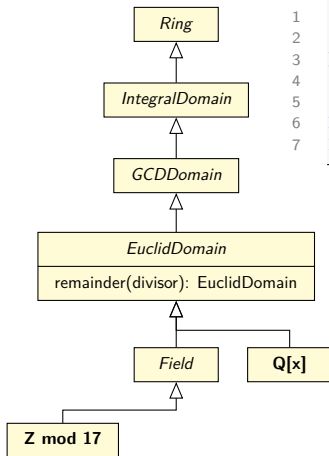 Ring
1
2
3
4
5
6
7
IntegralDomain
GCDDomain
EuclidDomain
remainder(divisor): EuclidDomain
Field
Q[x]
Z mod 17